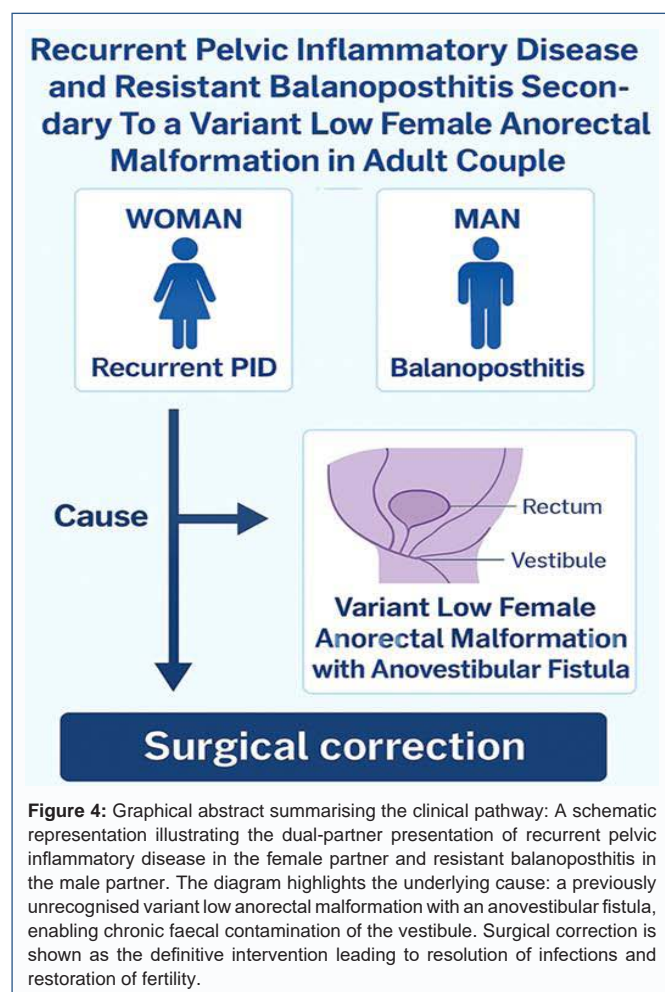 Recurrent Pelvic Inflammatory Disease
and Resistant Balanoposthitis Secon-
dary To a Variant Low Female Anorectal
Malformation in Adult Couple
WOMAN
Recurrent PID
MAN
Balanoposthitis
Cause
Rectum
Vestibule
Variant Low Female
Anorectal Malformation
with Anovestibular Fistula
Surgical correction
Figure 4: Graphical abstract summarising the clinical pathway: A schematic
representation illustrating the dual-partner presentation of recurrent pelvic
inflammatory disease in the female partner and resistant balanoposthitis in
the male partner. The diagram highlights the underlying cause: a previously
unrecognised variant low anorectal malformation with an anovestibular fistula,
enabling chronic faecal contamination of the vestibule. Surgical correction is
shown as the definitive intervention leading to resolution of infections and
restoration of fertility.